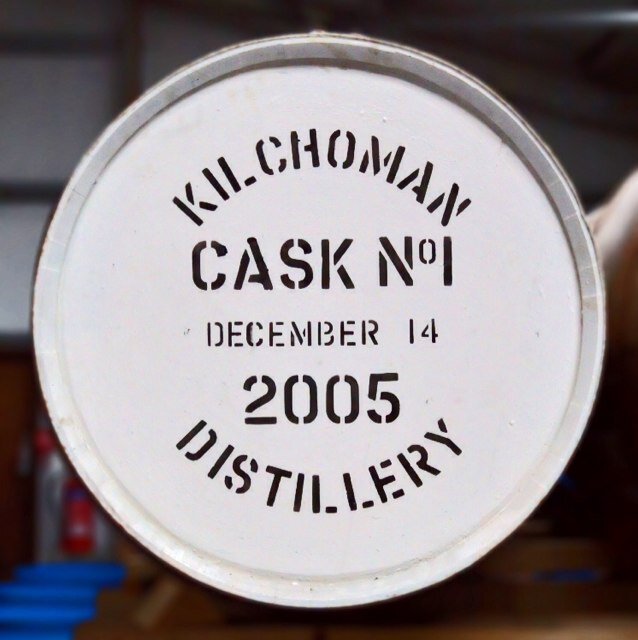 KILCHOMAN
CASK Nº1
DECEMBER 14
2005
DISTILLERY